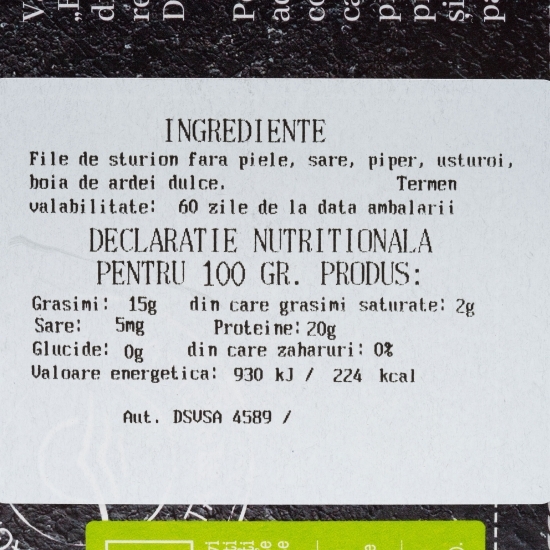 INGREDIENTE
File de sturion fara piele, sare, piper, usturoi,
boia de ardei dulce. Termen
valabilitate: 60 zile de la data ambalarii
DECLARATIE NUTRITIONALA
PENTRU 100 GR. PRODUS:
Grasimi: 15g din care grasimi saturate: 2g
Sare: 5mg Proteine: 20g
Glucide: 0g din care zaharuri: 0%
Valoare energetica: 930 kJ / 224 kcal
Aut. DSVSA 4589 /